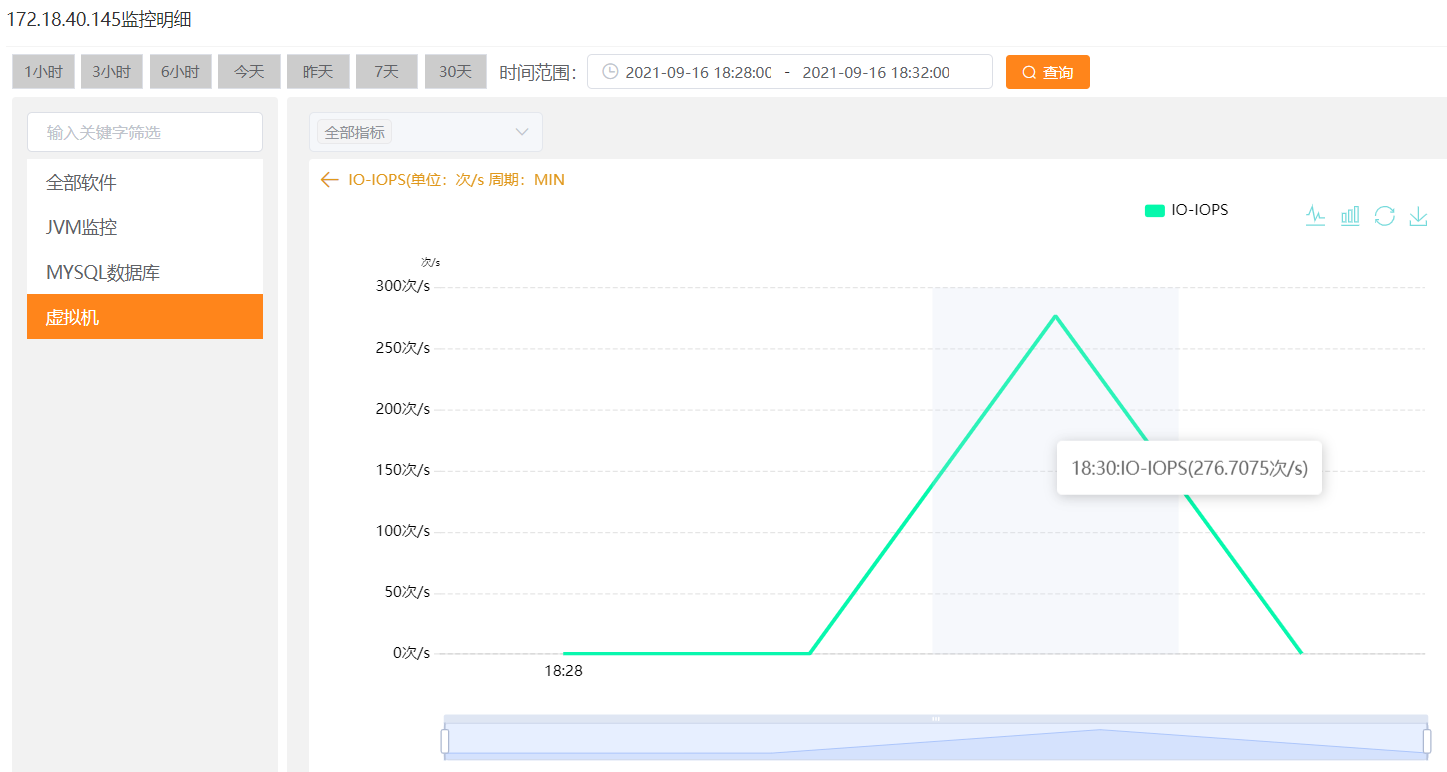 172.18.40.145监控明细
1小时 3小时 6小时 今天 昨天 7天 30天 时间范围: 2021-09-16 18:28:00 - 2021-09-16 18:32:00 查询
输入关键字筛选
全部软件
JVM监控
MYSQL数据库
虚拟机
全部指标
IO-IOPS(单位：次/s 周期：MIN
IO-IOPS
次/s
300次/s
250次/s
200次/s
150次/s
100次/s
50次/s
0次/s
18:30:IO-IOPS(276.7075次/s)
18:28